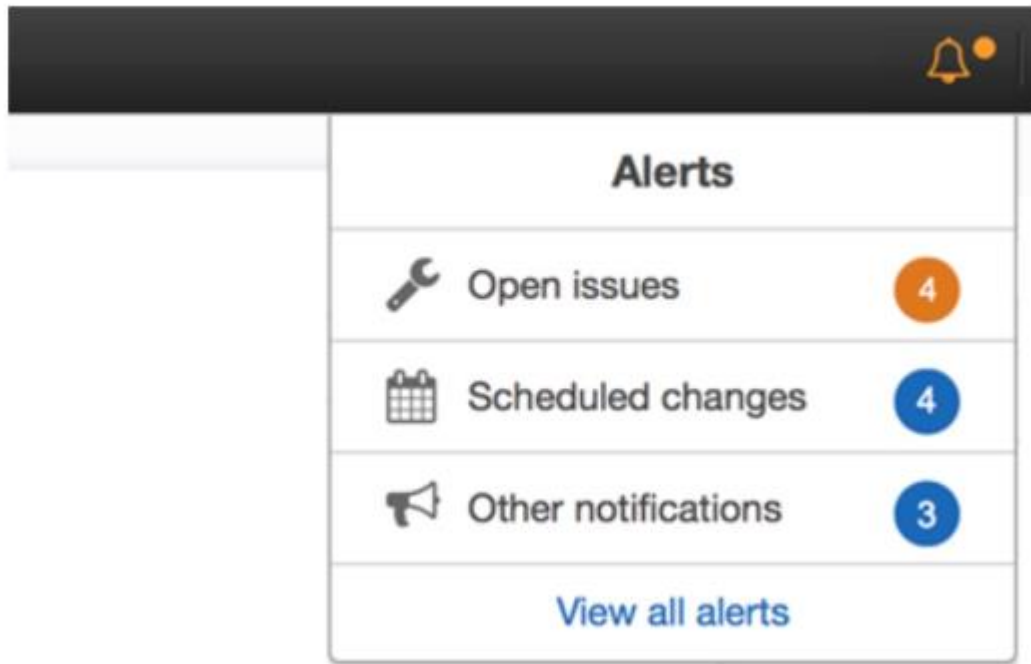 Alerts
Open issues 4
Scheduled changes 4
Other notifications 3
View all alerts